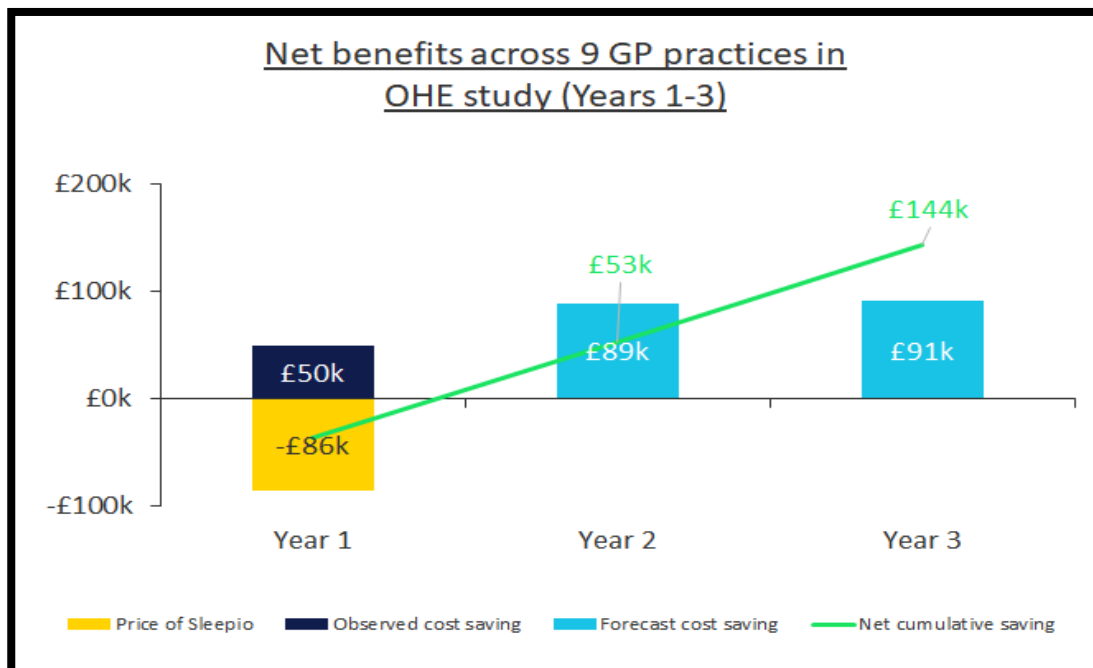 Net benefits across 9 GP practices in
OHE study (Years 1-3)
£200k
£144k
£53k
£100k
£50k
£89k
£91k
£0k
-£86k
-£100k
Year 1
Year 2
Year 3
Price of Sleepio
Observed cost saving
Forecast cost saving
Net cumulative saving